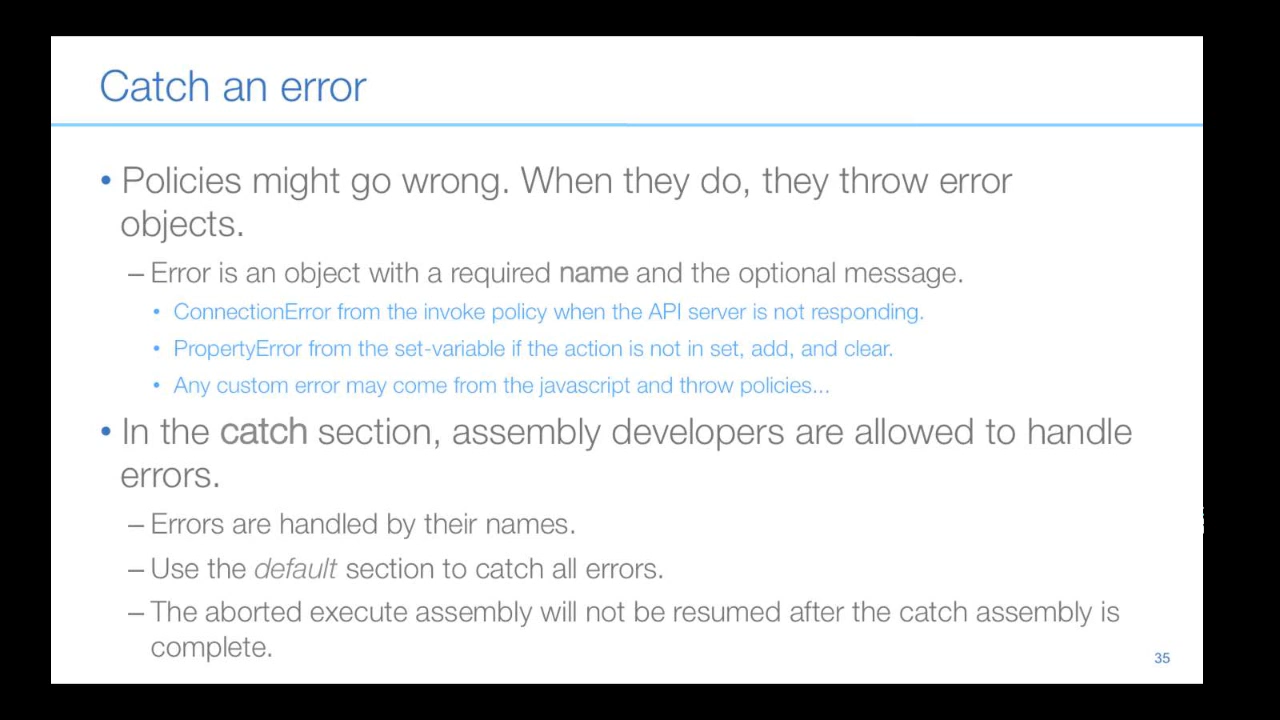 Catch an error
• Policies might go wrong. When they do, they throw error
objects.
– Error is an object with a required name and the optional message.
• ConnectionError from the invoke policy when the API server is not responding.
• PropertyError from the set-variable if the action is not in set, add, and clear.
• Any custom error may come from the javascript and throw policies...
• In the catch section, assembly developers are allowed to handle
errors.
– Errors are handled by their names.
– Use the default section to catch all errors.
– The aborted execute assembly will not be resumed after the catch assembly is
complete.
35